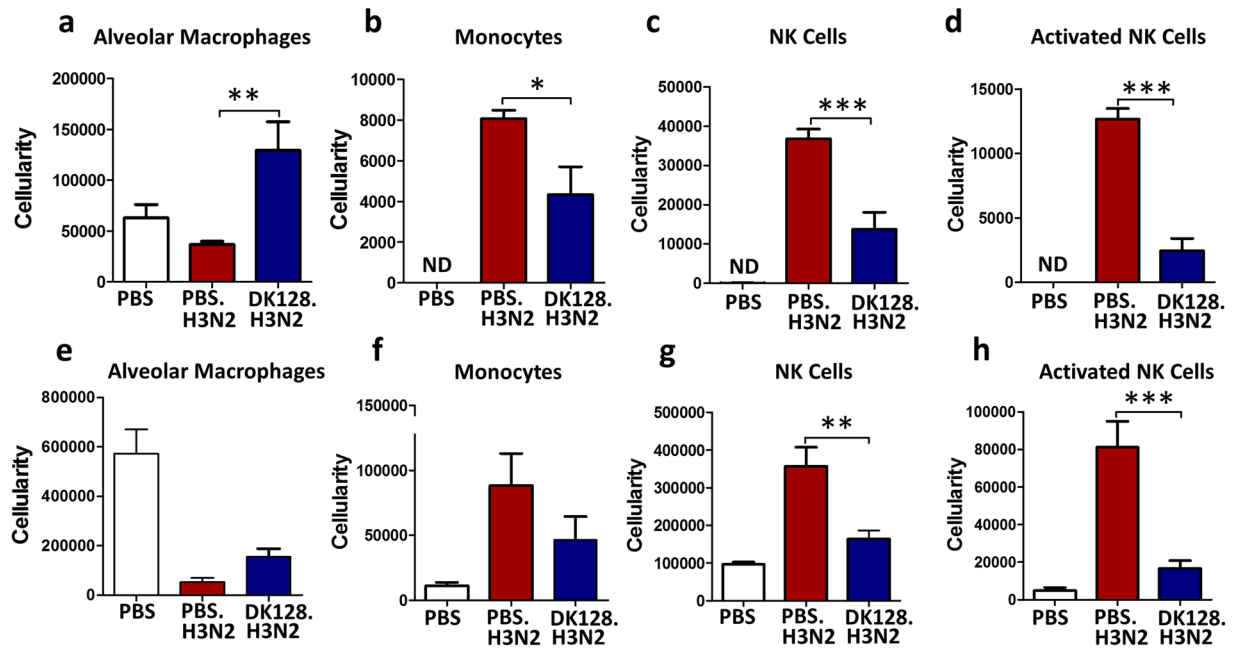 a
Alveolar Macrophages
Cellularity
200000
150000
100000
50000
0
**
PBS
PBS.
H3N2
DK128.
H3N2
b
Monocytes
Cellularity
10000
8000
6000
4000
2000
0
*
ND
PBS
PBS.
H3N2
DK128.
H3N2
c
NK Cells
Cellularity
50000
40000
30000
20000
10000
0
***
ND
PBS
PBS.
H3N2
DK128.
H3N2
d
Activated NK Cells
Cellularity
15000
10000
5000
0
***
ND
PBS
PBS.
H3N2
DK128.
H3N2
e
Alveolar Macrophages
Cellularity
800000
600000
400000
200000
0
PBS
PBS.
H3N2
DK128.
H3N2
f
Monocytes
Cellularity
150000
100000
50000
0
PBS
PBS.
H3N2
DK128.
H3N2
g
NK Cells
Cellularity
500000
400000
300000
200000
100000
0
**
PBS
PBS.
H3N2
DK128.
H3N2
h
Activated NK Cells
Cellularity
100000
80000
60000
40000
20000
0
***
PBS
PBS.
H3N2
DK128.
H3N2